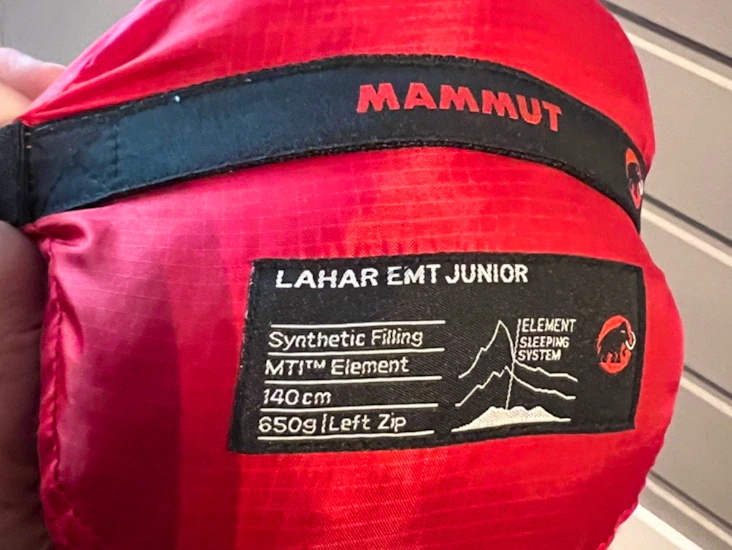 MAMMUT
LAHAR EMT JUNIOR
Synthetic Filling
MTI™ Element
140cm
650g|Left Zip
ELEMENT
SLEEPING
SYSTEM